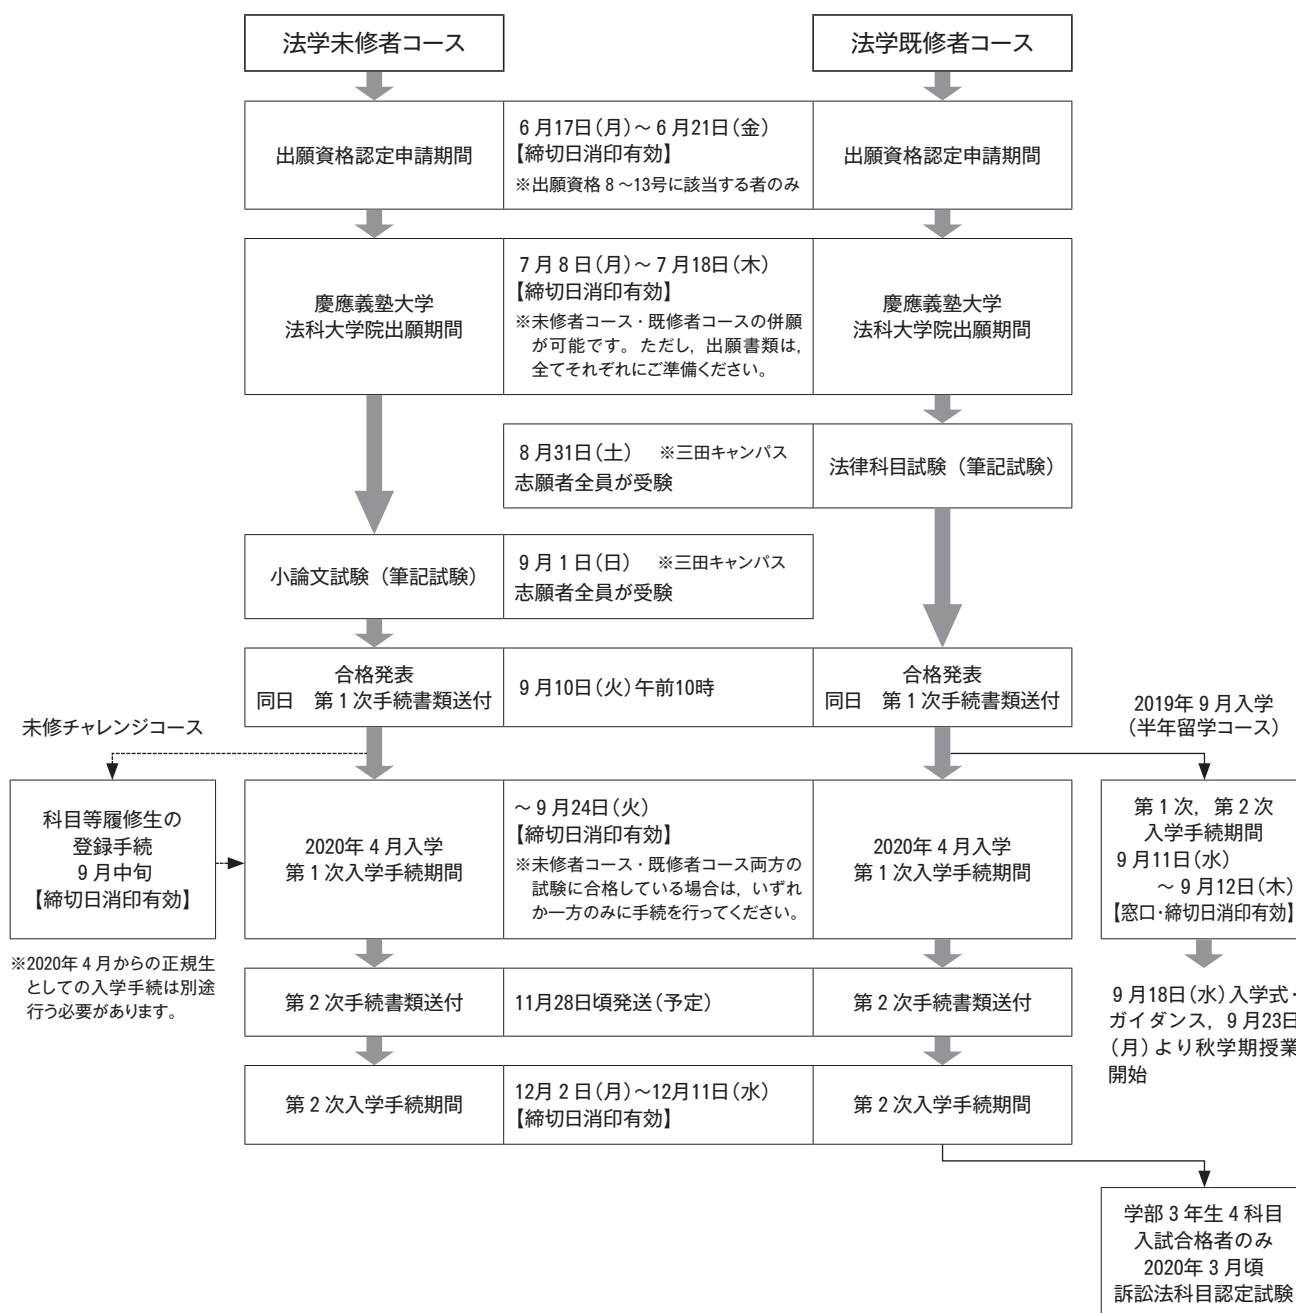 法学未修者コース
法学既修者コース
出願資格認定申請期間
6月17日(月)～6月21日(金)
【締切日消印有効】
※出願資格8～13号に該当する者のみ
出願資格認定申請期間
慶應義塾大学
法科大学院出願期間
7月8日(月)～7月18日(木)
【締切日消印有効】
※未修者コース・既修者コースの併願
が可能です。ただし，出願書類は，
全てそれぞれにご準備ください。
慶應義塾大学
法科大学院出願期間
8月31日(土)　※三田キャンパス
志願者全員が受験
法律科目試験（筆記試験）
小論文試験（筆記試験）
9月1日(日)　※三田キャンパス
志願者全員が受験
合格発表
同日　第1次手続書類送付
9月10日(火)午前10時
合格発表
同日　第1次手続書類送付
未修チャレンジコース
2019年9月入学
（半年留学コース）
科目等履修生の
登録手続
9月中旬
【締切日消印有効】
※2020年4月からの正規生
としての入学手続は別途
行う必要があります。
2020年4月入学
第1次入学手続期間
～9月24日(火)
【締切日消印有効】
※未修者コース・既修者コース両方の
試験に合格している場合は，いずれ
か一方のみに手続を行ってください。
2020年4月入学
第1次入学手続期間
第1次，第2次
入学手続期間
9月11日(水)
～9月12日(木)
【窓口・締切日消印有効】
9月18日(水)入学式・
ガイダンス，9月23日
(月)より秋学期授業
開始
第2次手続書類送付
11月28日頃発送(予定)
第2次手続書類送付
第2次入学手続期間
12月2日(月)～12月11日(水)
【締切日消印有効】
第2次入学手続期間
学部3年生4科目
入試合格者のみ
2020年3月頃
訴訟法科目認定試験